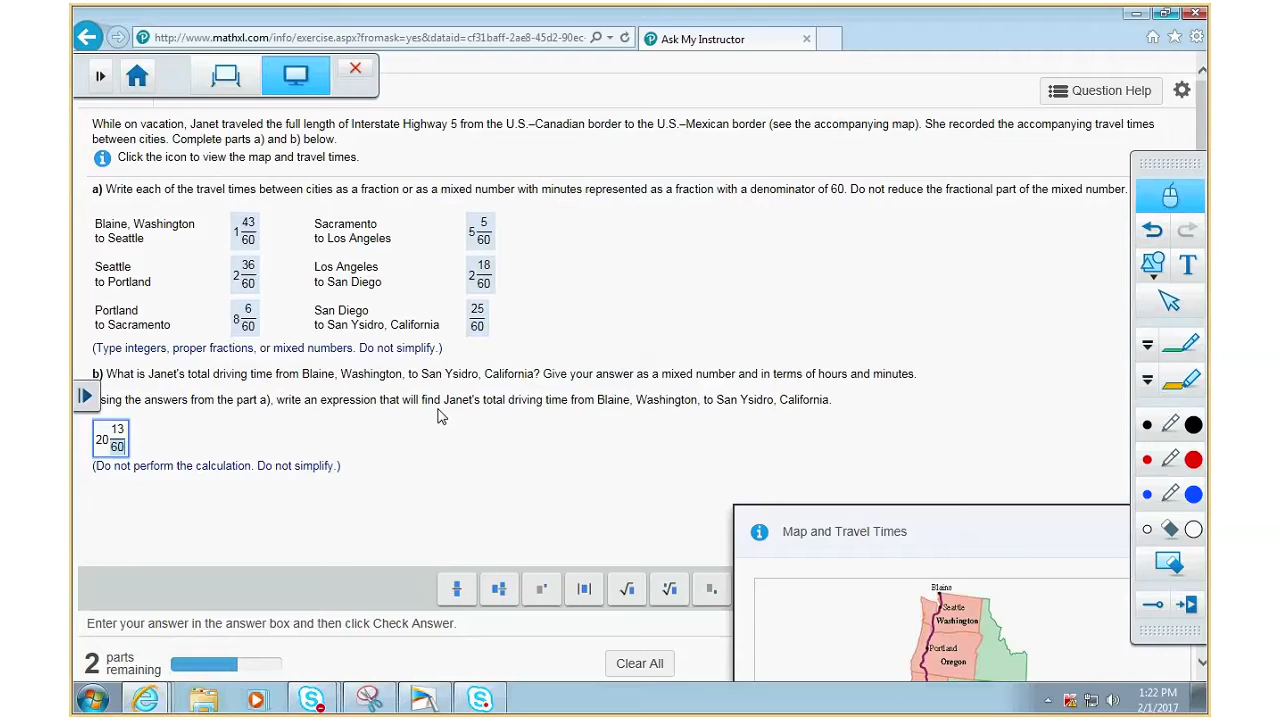 http://www.mathxl.com/info/exercise.aspx?fromask=yes&dataid=cf31baff-2ae8-45d2-90ec-
Ask My Instructor
Question Help
While on vacation, Janet traveled the full length of Interstate Highway 5 from the U.S.–Canadian border to the U.S.–Mexican border (see the accompanying map). She recorded the accompanying travel times
between cities. Complete parts a) and b) below.
Click the icon to view the map and travel times.
a) Write each of the travel times between cities as a fraction or as a mixed number with minutes represented as a fraction with a denominator of 60. Do not reduce the fractional part of the mixed number.
Blaine, Washington to Seattle 1 43/60 Sacramento to Los Angeles 5 5/60
Seattle to Portland 2 36/60 Los Angeles to San Diego 2 18/60
Portland to Sacramento 8 6/60 San Diego to San Ysidro, California 25/60
(Type integers, proper fractions, or mixed numbers. Do not simplify.)
b) What is Janet's total driving time from Blaine, Washington, to San Ysidro, California? Give your answer as a mixed number and in terms of hours and minutes.
sing the answers from the part a), write an expression that will find Janet's total driving time from Blaine, Washington, to San Ysidro, California.
20 13/60
(Do not perform the calculation. Do not simplify.)
Map and Travel Times
Blaine
Seattle
Washington
Portland
Oregon
Enter your answer in the answer box and then click Check Answer.
2 parts remaining
Clear All
T
1:22 PM
2/1/2017